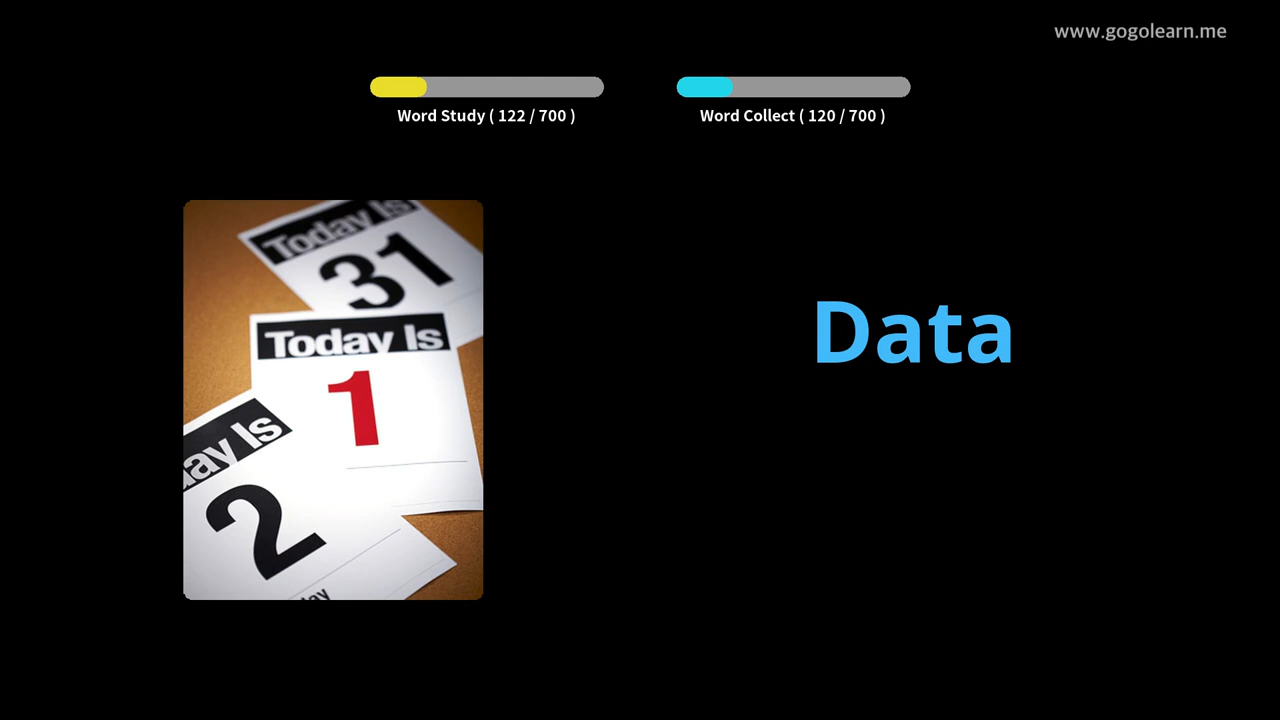 www.gogolearn.me
Word Study ( 122 / 700 )
Word Collect ( 120 / 700 )
Today Is
31
Today Is
1
ay Is
2
ay
Data